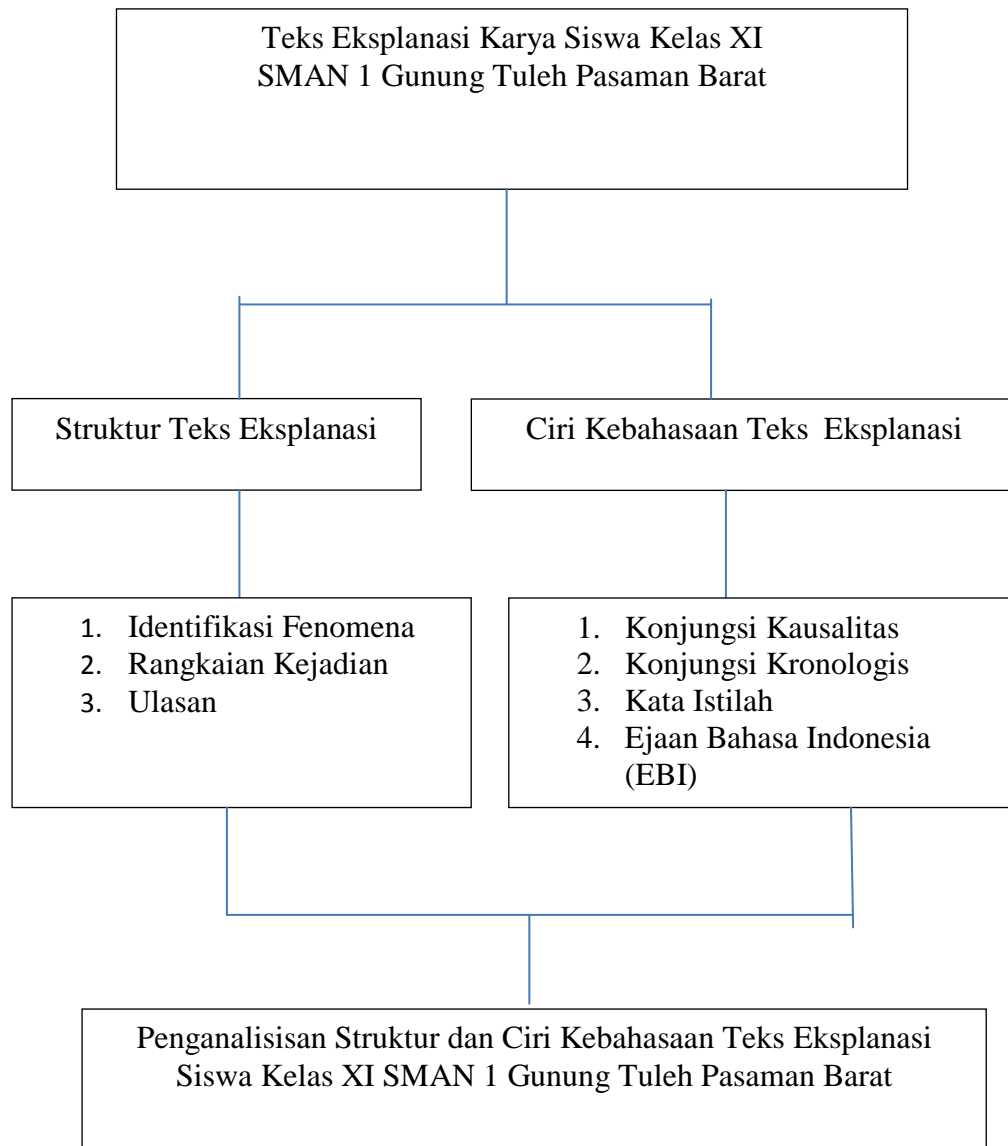 Teks Eksplanasi Karya Siswa Kelas XI
SMAN 1 Gunung Tuleh Pasaman Barat
Struktur Teks Eksplanasi
Ciri Kebahasaan Teks Eksplanasi
1. Identifikasi Fenomena
2. Rangkaian Kejadian
3. Ulasan
1. Konjungsi Kausalitas
2. Konjungsi Kronologis
3. Kata Istilah
4. Ejaan Bahasa Indonesia
(EBI)
Penganalisisan Struktur dan Ciri Kebahasaan Teks Eksplanasi
Siswa Kelas XI SMAN 1 Gunung Tuleh Pasaman Barat